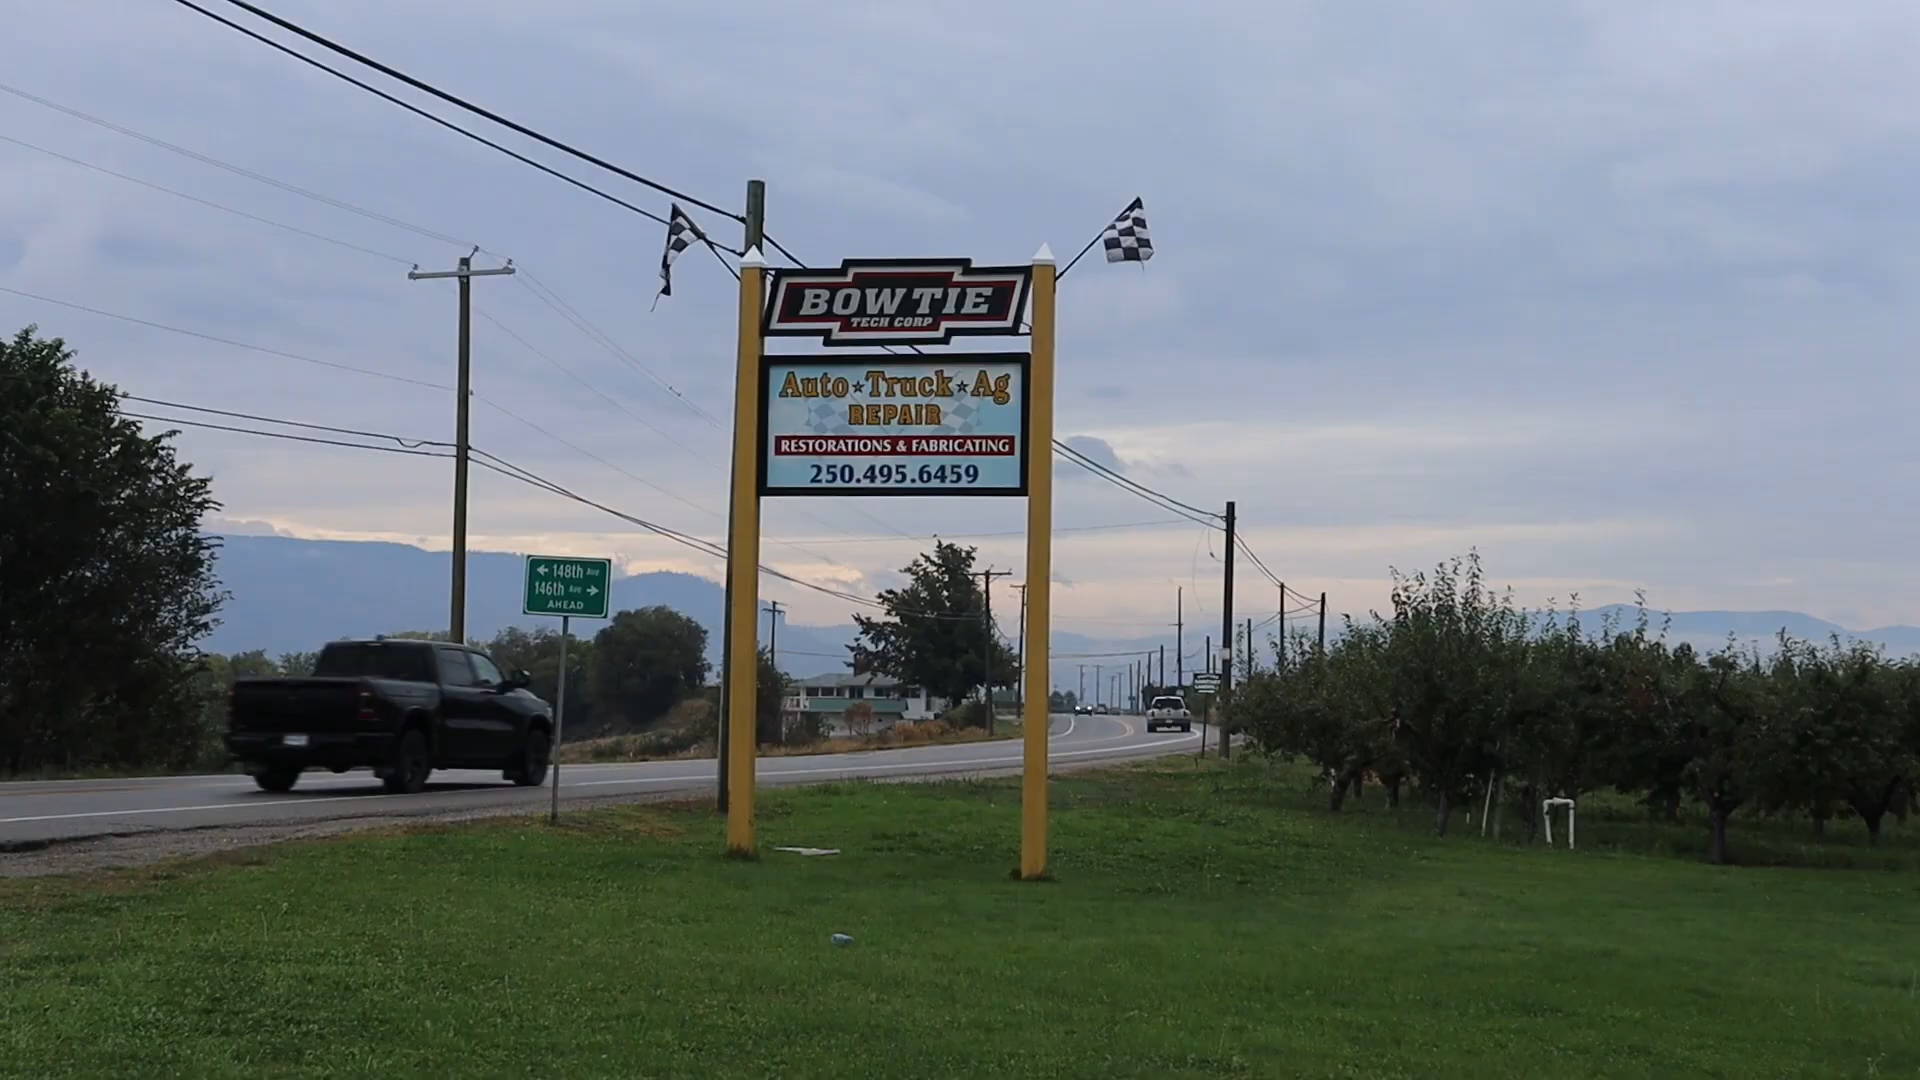 BOWTIE
TECH CORP
Auto★Truck★Ag
REPAIR
RESTORATIONS & FABRICATING
250.495.6459
← 148th Ave
146th Ave →
AHEAD